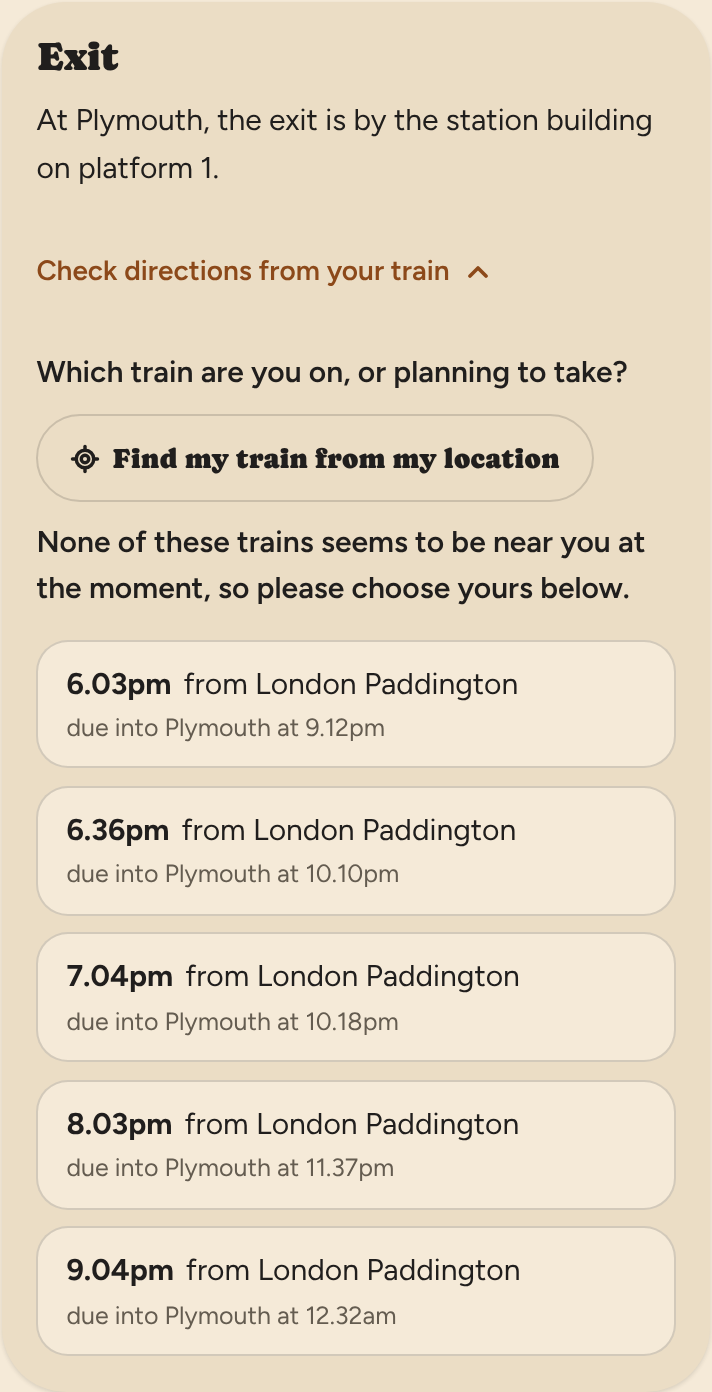 Exit
At Plymouth, the exit is by the station building
on platform 1.
Check directions from your train
Which train are you on, or planning to take?
Find my train from my location
None of these trains seems to be near you at
the moment, so please choose yours below.
6.03pm from London Paddington
due into Plymouth at 9.12pm
6.36pm from London Paddington
due into Plymouth at 10.10pm
7.04pm from London Paddington
due into Plymouth at 10.18pm
8.03pm from London Paddington
due into Plymouth at 11.37pm
9.04pm from London Paddington
due into Plymouth at 12.32am